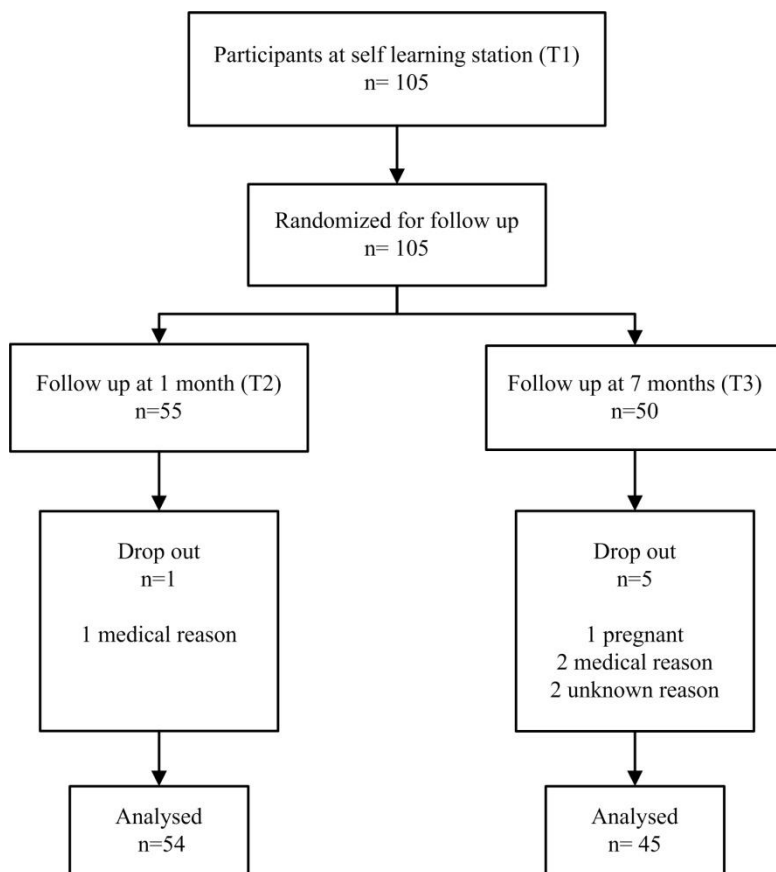 Participants at self learning station (T1)
n= 105
Randomized for follow up
n= 105
Follow up at 1 month (T2)
n=55
Follow up at 7 months (T3)
n=50
Drop out
n=1
1 medical reason
Drop out
n=5
1 pregnant
2 medical reason
2 unknown reason
Analysed
n=54
Analysed
n= 45